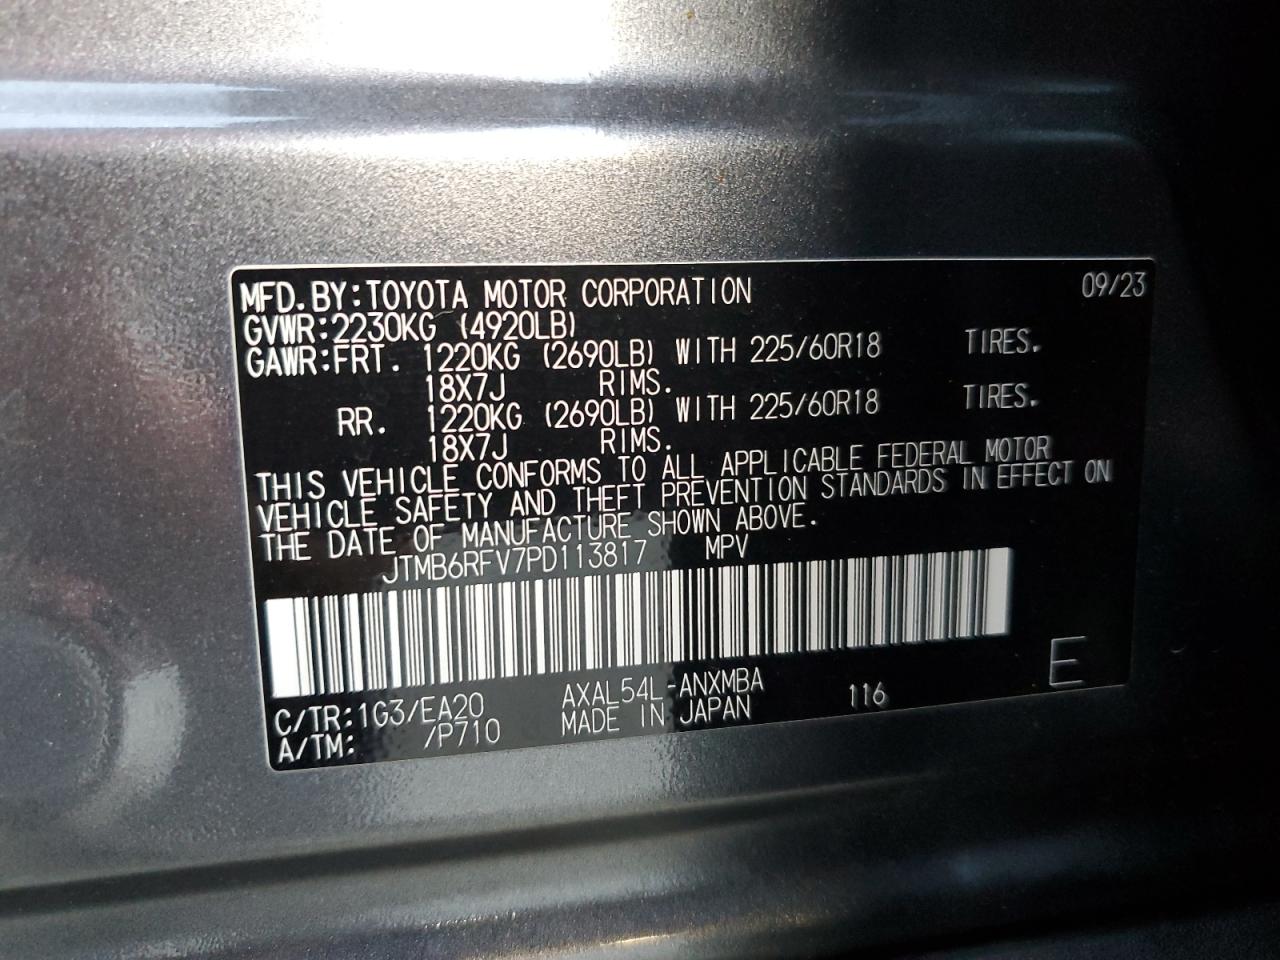 MFD.BY:TOYOTA MOTOR CORPORATION 09/23
GVWR:2230KG (4920LB)
GAWR:FRT. 1220KG (2690LB) WITH 225/60R18 TIRES.
18X7J RIMS.
RR. 1220KG (2690LB) WITH 225/60R18 TIRES.
18X7J RIMS.
THIS VEHICLE CONFORMS TO ALL APPLICABLE FEDERAL MOTOR
VEHICLE SAFETY AND THEFT PREVENTION STANDARDS IN EFFECT ON
THE DATE OF MANUFACTURE SHOWN ABOVE.
JTMB6RFV7PD113817 MPV
E
C/TR:1G3/EA20 AXAL54L-ANXMBA 116
A/TM: /P710 MADE IN JAPAN